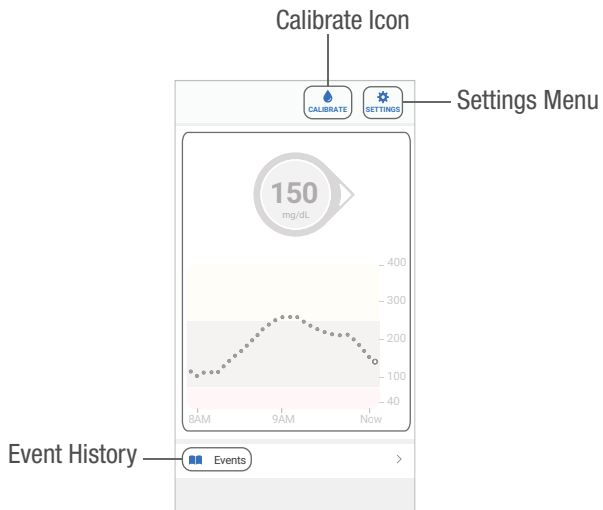 Calibrate Icon
CALIBRATE
SETTINGS
Settings Menu
150
mg/dL
400
300
200
100
40
8AM
9AM
Now
Event History
Events